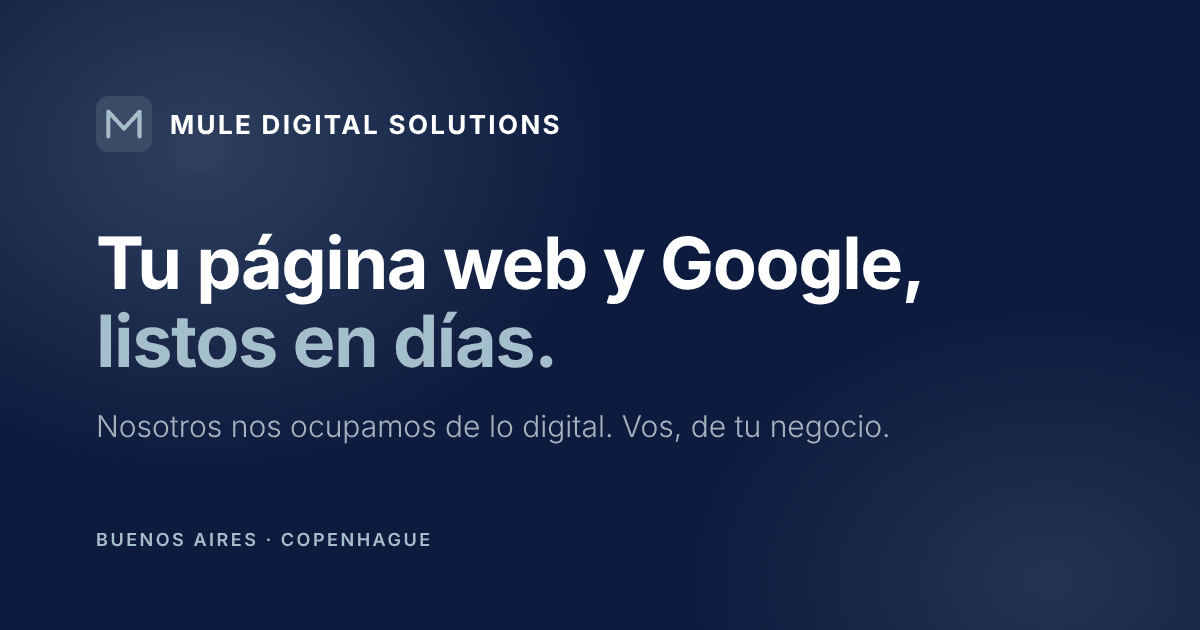 M
MULE DIGITAL SOLUTIONS
Tu página web y Google,
listos en días.
Nosotros nos ocupamos de lo digital. Vos, de tu negocio.
BUENOS AIRES · COPENHAGUE